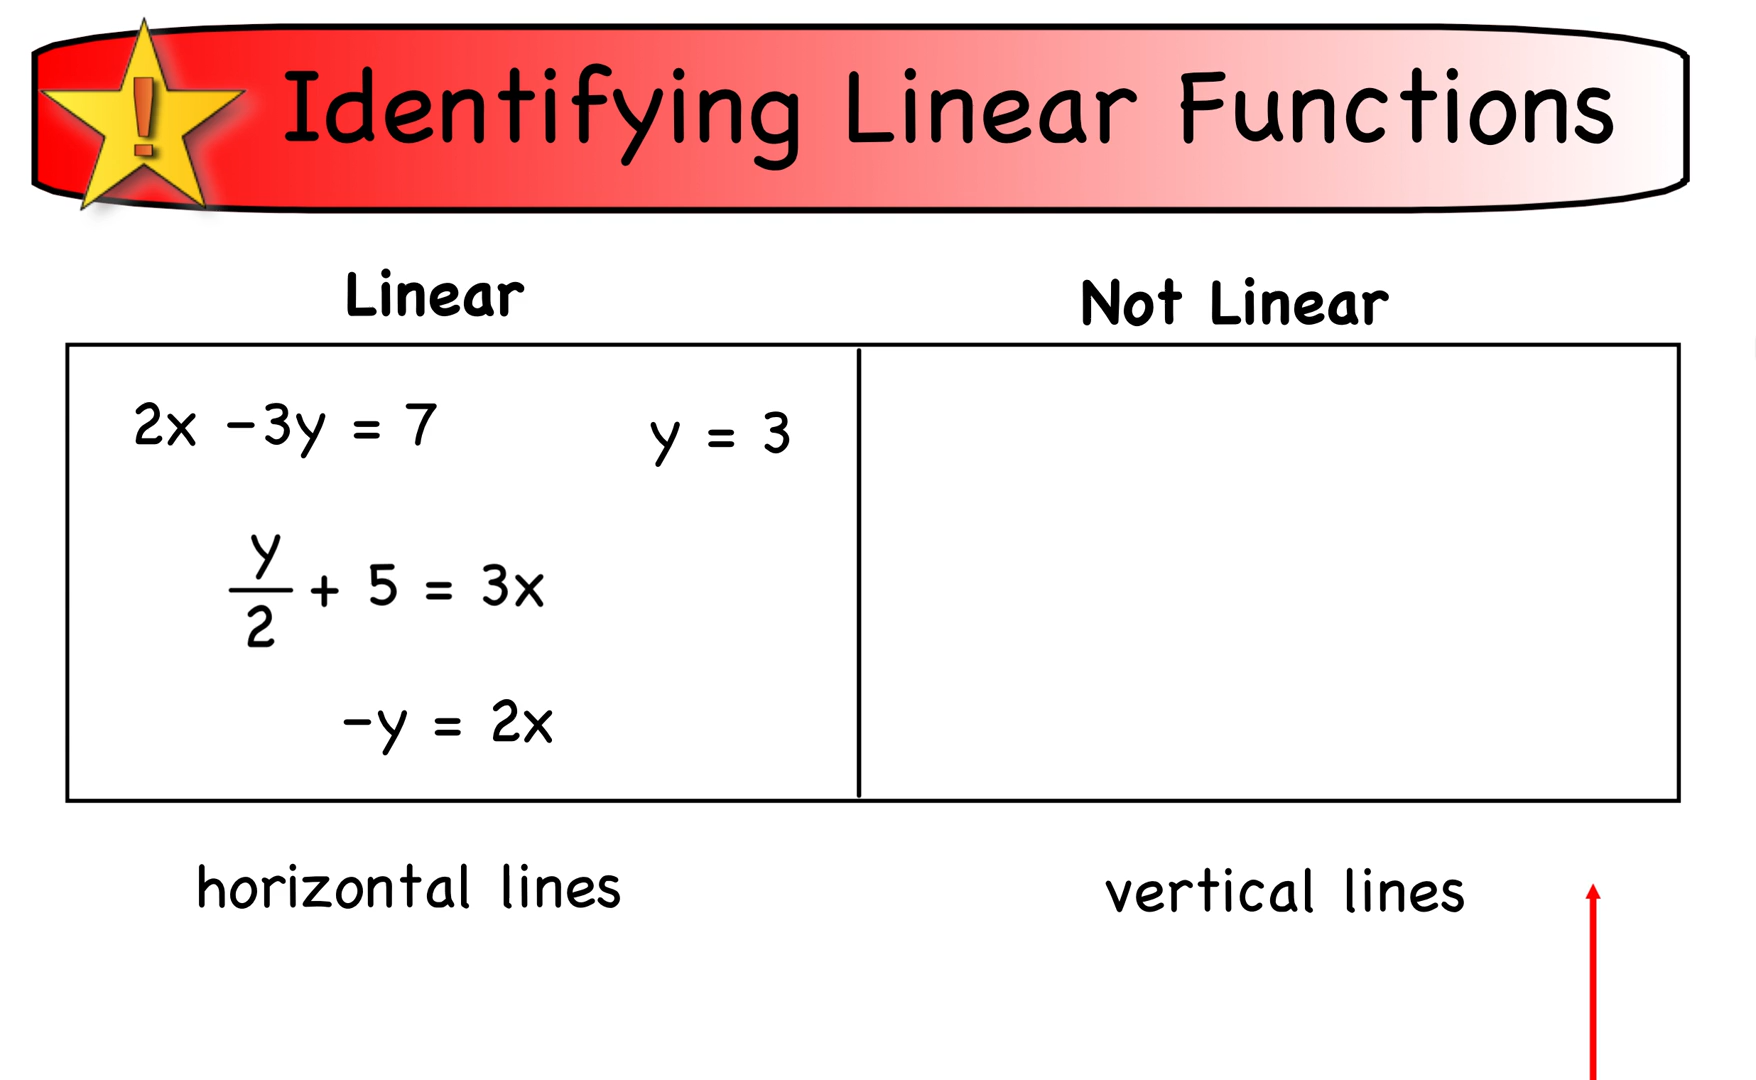 ! Identifying Linear Functions
Linear
Not Linear
2x -3y = 7
y = 3
y/2 + 5 = 3x
-y = 2x
horizontal lines
vertical lines